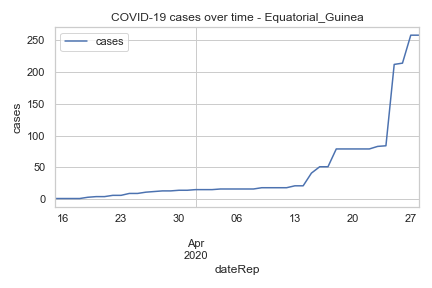 COVID-19 cases over time - Equatorial_Guinea
cases
250
200
150
100
50
0
cases
16 23 30 06 13 20 27
Apr
2020
dateRep